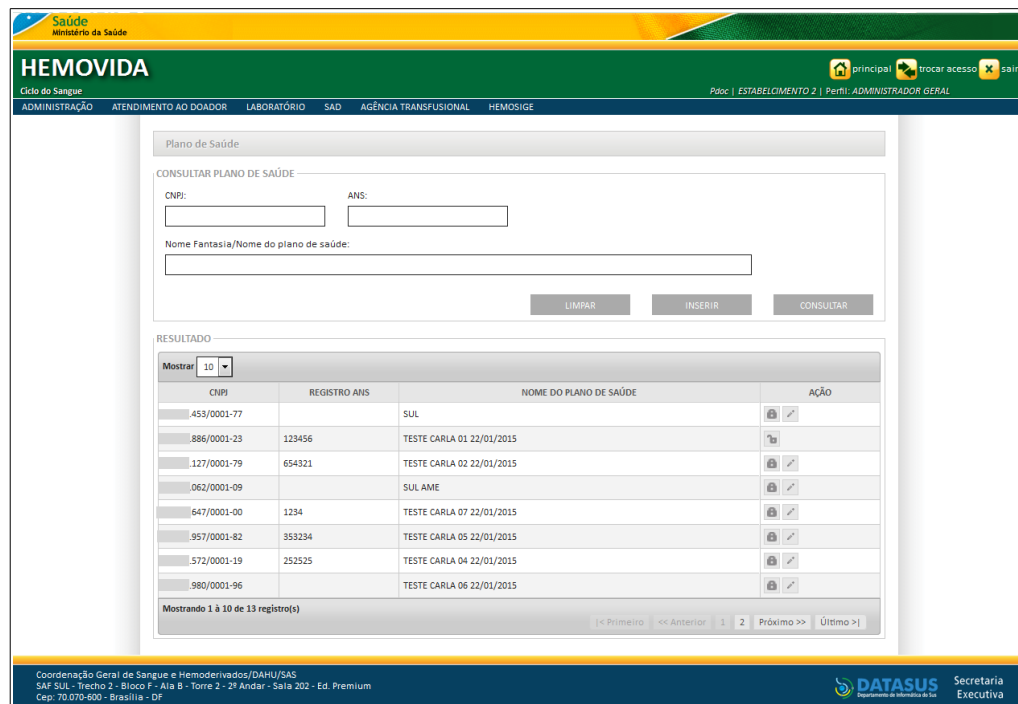 Saúde
Ministério da Saúde
HEMOVIDA
Ciclo do Sangue
principal trocar acesso sair
Pdoc | ESTABELCIMENTO 2 | Perfil: ADMINISTRADOR GERAL
ADMINISTRAÇÃO ATENDIMENTO AO DOADOR LABORATÓRIO SAD AGÊNCIA TRANSFUSIONAL HEMOSIGE
Plano de Saúde
CONSULTAR PLANO DE SAÚDE
CNPJ: ANS:
Nome Fantasia/Nome do plano de saúde:
LIMPAR INSERIR CONSULTAR
RESULTADO
Mostrar 10
CNPJ REGISTRO ANS NOME DO PLANO DE SAÚDE AÇÃO
.453/0001-77 SUL
.886/0001-23 123456 TESTE CARLA 01 22/01/2015
.127/0001-79 654321 TESTE CARLA 02 22/01/2015
.062/0001-09 SUL AME
647/0001-00 1234 TESTE CARLA 07 22/01/2015
.957/0001-82 353234 TESTE CARLA 05 22/01/2015
.572/0001-19 252525 TESTE CARLA 04 22/01/2015
.980/0001-96 TESTE CARLA 06 22/01/2015
Mostrando 1 à 10 de 13 registro(s)
|< Primeiro << Anterior 1 2 Próximo >> Último >|
Coordenação Geral de Sangue e Hemoderivados/DAHU/SAS
SAF SUL - Trecho 2 - Bloco F - Ala B - Torre 2 - 2º Andar - Sala 202 - Ed. Premium
Cep: 70.070-600 - Brasília - DF
DATASUS
Departamento de Informática do Sus
Secretaria
Executiva